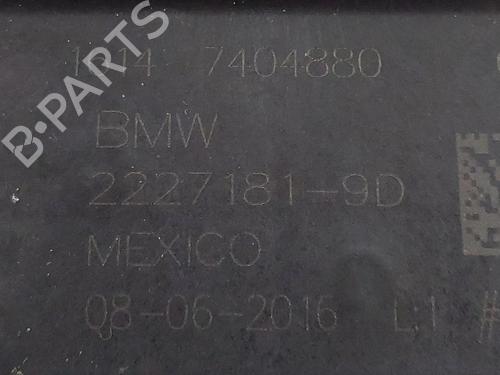 7404880
BMW
2227181-9D
MEXICO
08-06-2016 L:1 #
B-PARTS